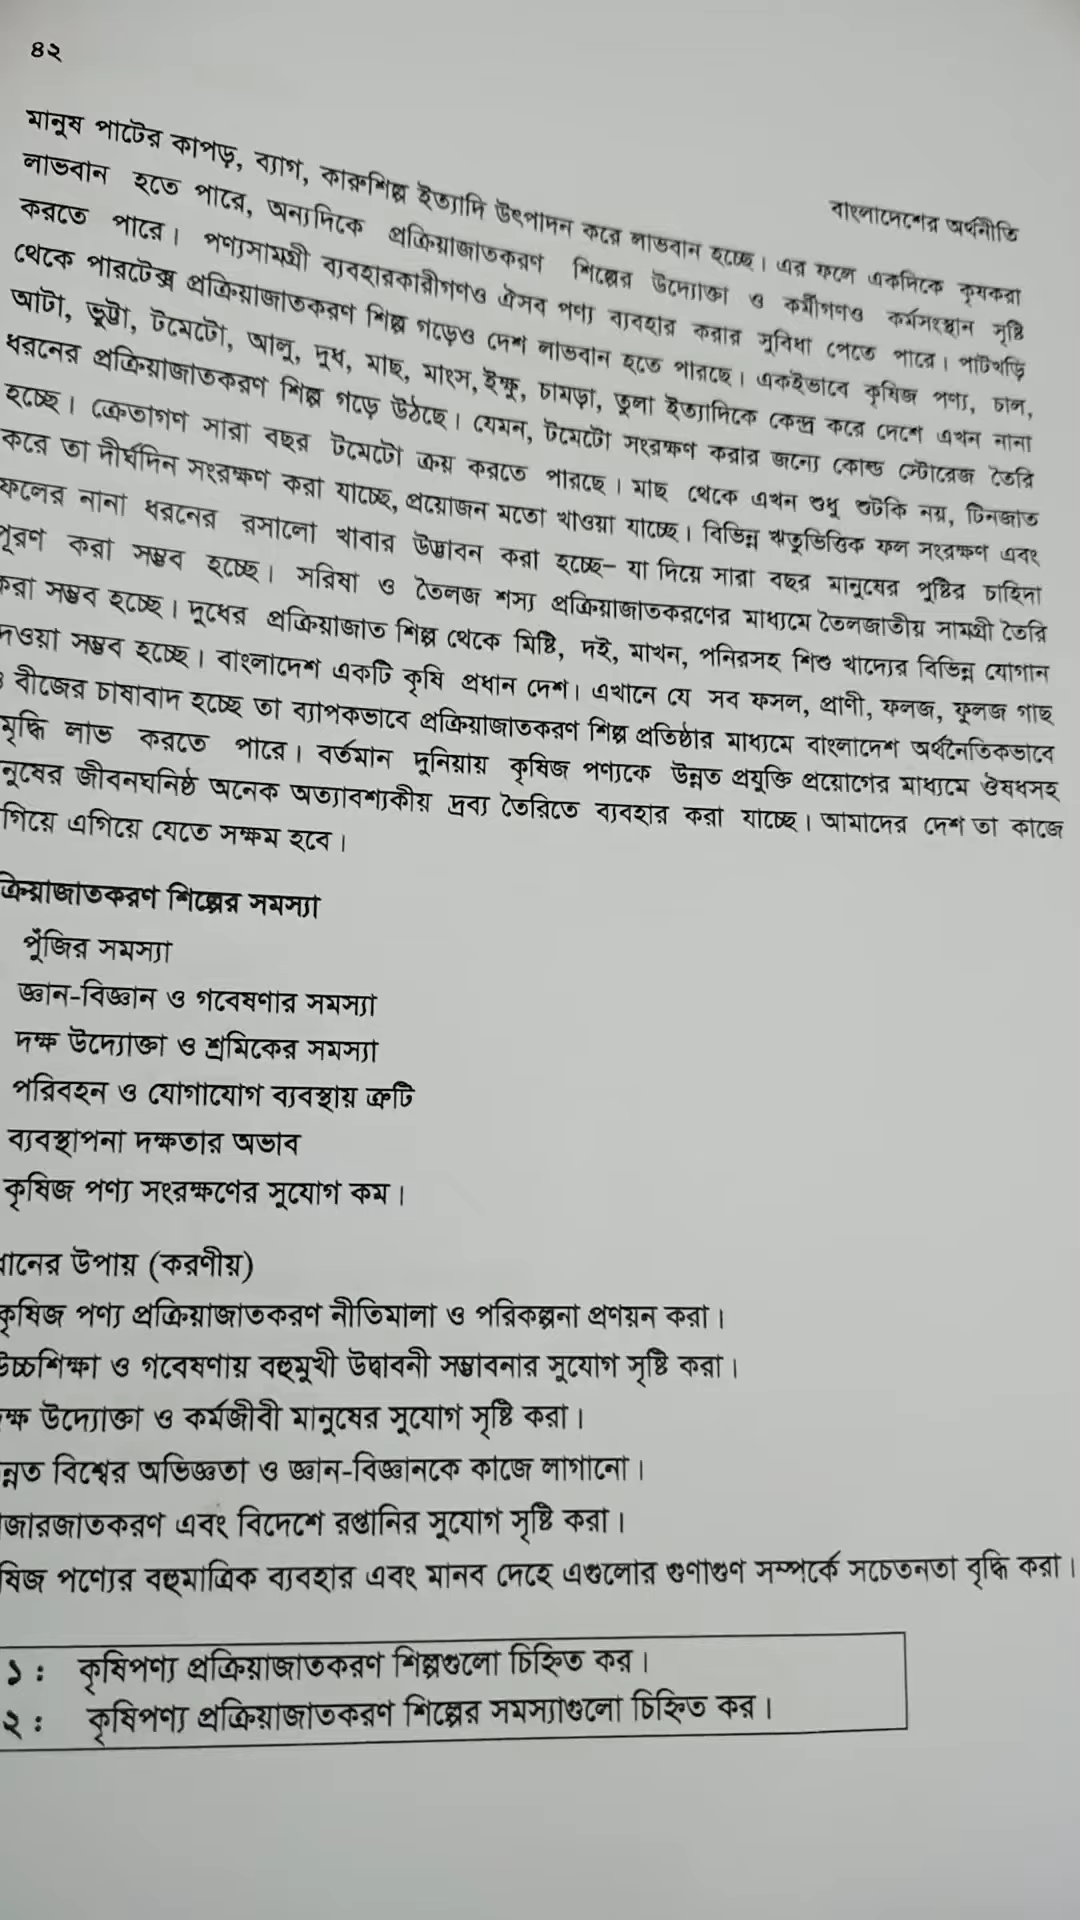 ৪২
বাংলাদেশের অর্থনীতি
মানুষ পাটের কাপড়, ব্যাগ, কারুশিল্প ইত্যাদি উৎপাদন করে লাভবান হচ্ছে। এর ফলে একদিকে কৃষকরা
লাভবান হতে পারে, অন্যদিকে প্রক্রিয়াজাতকরণ শিল্পের উদ্যোক্তা ও কর্মীগণও কর্মসংস্থান সৃষ্টি
করতে পারে। পণ্যসামগ্রী ব্যবহারকারীগণও ঐসব পণ্য ব্যবহার করার সুবিধা পেতে পারে। পাটখড়ি
থেকে পারটেক্স প্রক্রিয়াজাতকরণ শিল্প গড়েও দেশ লাভবান হতে পারছে। একইভাবে কৃষিজ পণ্য, চাল,
আটা, ভুট্টা, টমেটো, আলু, দুধ, মাছ, মাংস, ইক্ষু, চামড়া, তুলা ইত্যাদিকে কেন্দ্র করে দেশে এখন নানা
ধরনের প্রক্রিয়াজাতকরণ শিল্প গড়ে উঠছে। যেমন, টমেটো সংরক্ষণ করার জন্যে কোল্ড স্টোরেজ তৈরি
হচ্ছে। ক্রেতাগণ সারা বছর টমেটো ক্রয় করতে পারছে। মাছ থেকে এখন শুধু শুটকি নয়, টিনজাত
করে তা দীর্ঘদিন সংরক্ষণ করা যাচ্ছে, প্রয়োজন মতো খাওয়া যাচ্ছে। বিভিন্ন ঋতুভিত্তিক ফল সংরক্ষণ এবং
ফলের নানা ধরনের রসালো খাবার উদ্ভাবন করা হচ্ছে- যা দিয়ে সারা বছর মানুষের পুষ্টির চাহিদা
পূরণ করা সম্ভব হচ্ছে। সরিষা ও তৈলজ শস্য প্রক্রিয়াজাতকরণের মাধ্যমে তৈলজাতীয় সামগ্রী তৈরি
করা সম্ভব হচ্ছে। দুধের প্রক্রিয়াজাত শিল্প থেকে মিষ্টি, দই, মাখন, পনিরসহ শিশু খাদ্যের বিভিন্ন যোগান
দেওয়া সম্ভব হচ্ছে। বাংলাদেশ একটি কৃষি প্রধান দেশ। এখানে যে সব ফসল, প্রাণী, ফলজ, ফুলজ গাছ
ও বীজের চাষাবাদ হচ্ছে তা ব্যাপকভাবে প্রক্রিয়াজাতকরণ শিল্প প্রতিষ্ঠার মাধ্যমে বাংলাদেশ অর্থনৈতিকভাবে
মৃদ্ধি লাভ করতে পারে। বর্তমান দুনিয়ায় কৃষিজ পণ্যকে উন্নত প্রযুক্তি প্রয়োগের মাধ্যমে ঔষধসহ
নুষের জীবনঘনিষ্ঠ অনেক অত্যাবশ্যকীয় দ্রব্য তৈরিতে ব্যবহার করা যাচ্ছে। আমাদের দেশ তা কাজে
গিয়ে এগিয়ে যেতে সক্ষম হবে।
ক্রিয়াজাতকরণ শিল্পের সমস্যা
পুঁজির সমস্যা
জ্ঞান-বিজ্ঞান ও গবেষণার সমস্যা
দক্ষ উদ্যোক্তা ও শ্রমিকের সমস্যা
পরিবহন ও যোগাযোগ ব্যবস্থায় ত্রুটি
ব্যবস্থাপনা দক্ষতার অভাব
কৃষিজ পণ্য সংরক্ষণের সুযোগ কম।
ধানের উপায় (করণীয়)
কৃষিজ পণ্য প্রক্রিয়াজাতকরণ নীতিমালা ও পরিকল্পনা প্রণয়ন করা।
উচ্চশিক্ষা ও গবেষণায় বহুমুখী উদ্বাবনী সম্ভাবনার সুযোগ সৃষ্টি করা।
ক্ষ উদ্যোক্তা ও কর্মজীবী মানুষের সুযোগ সৃষ্টি করা।
ন্নত বিশ্বের অভিজ্ঞতা ও জ্ঞান-বিজ্ঞানকে কাজে লাগানো।
জারজাতকরণ এবং বিদেশে রপ্তানির সুযোগ সৃষ্টি করা।
ষিজ পণ্যের বহুমাত্রিক ব্যবহার এবং মানব দেহে এগুলোর গুণাগুণ সম্পর্কে সচেতনতা বৃদ্ধি করা।
১ : কৃষিপণ্য প্রক্রিয়াজাতকরণ শিল্পগুলো চিহ্নিত কর।
২ : কৃষিপণ্য প্রক্রিয়াজাতকরণ শিল্পের সমস্যাগুলো চিহ্নিত কর।